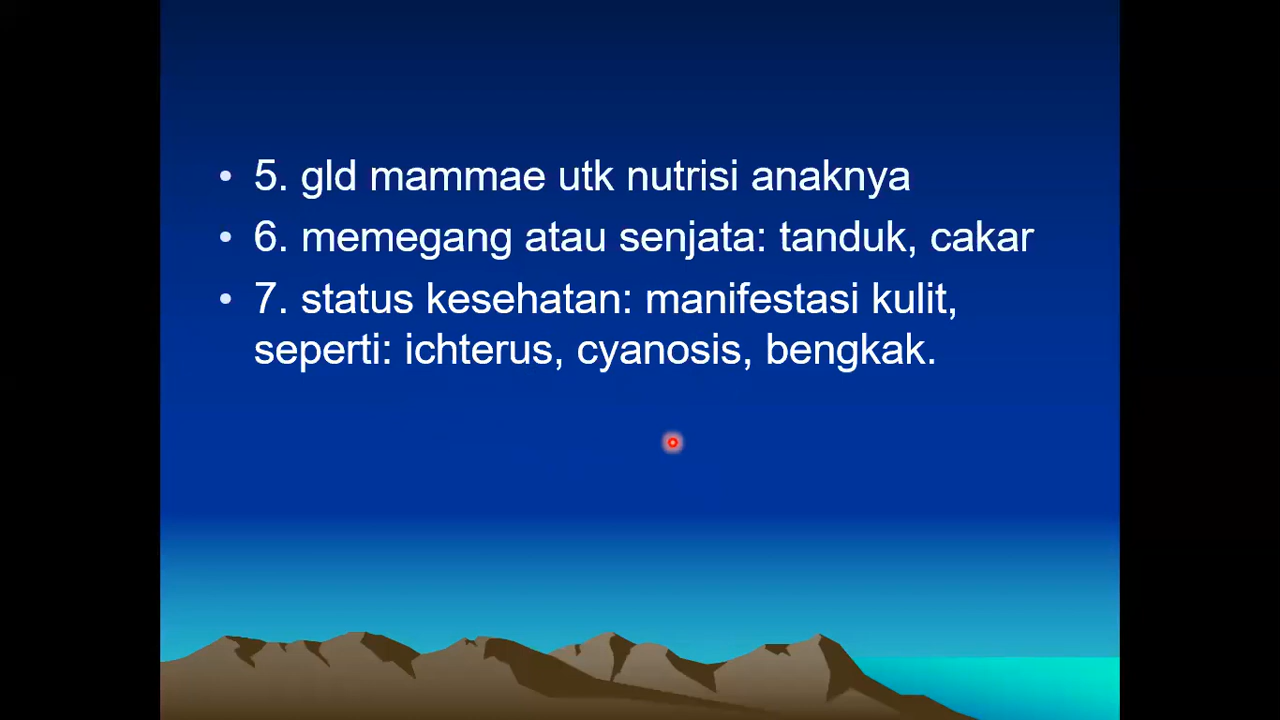 • 5. gld mammae utk nutrisi anaknya
• 6. memegang atau senjata: tanduk, cakar
• 7. status kesehatan: manifestasi kulit,
seperti: ichterus, cyanosis, bengkak.